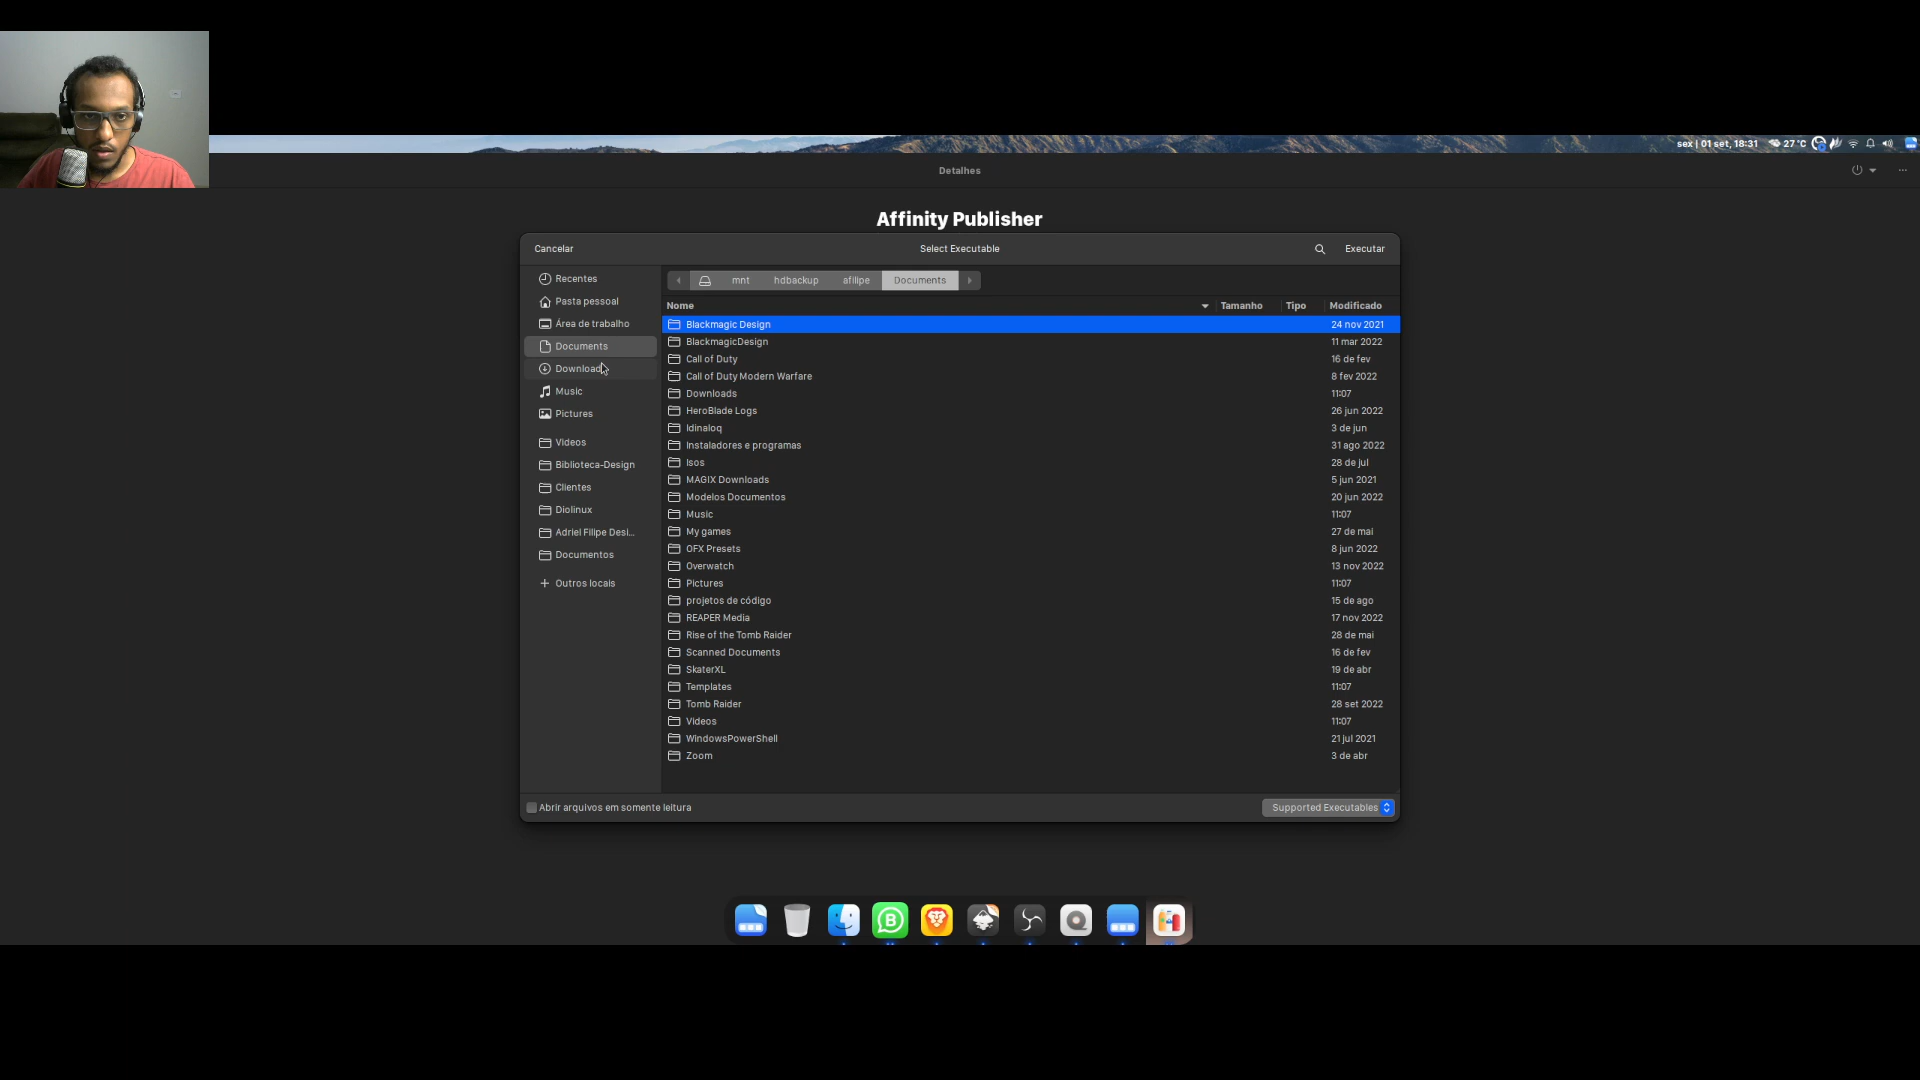 sex | 01 set, 18:31
27 °C
Detalhes
Affinity Publisher
Cancelar
Select Executable
Executar
Recentes
Pasta pessoal
Área de trabalho
Documents
Downloads
Music
Pictures
Videos
Biblioteca-Design
Clientes
Diolinux
Adriel Filipe Desi...
Documentos
Outros locais
mnt
hdbackup
afilipe
Documents
Nome Tamanho Tipo Modificado
Blackmagic Design 24 nov 2021
BlackmagicDesign 11 mar 2022
Call of Duty 16 de fev
Call of Duty Modern Warfare 8 fev 2022
Downloads 11:07
HeroBlade Logs 26 jun 2022
Idinaloq 3 de jun
Instaladores e programas 31 ago 2022
Isos 28 de jul
MAGIX Downloads 5 jun 2021
Modelos Documentos 20 jun 2022
Music 11:07
My games 27 de mai
OFX Presets 8 jun 2022
Overwatch 13 nov 2022
Pictures 11:07
projetos de código 15 de ago
REAPER Media 17 nov 2022
Rise of the Tomb Raider 28 de mai
Scanned Documents 16 de fev
SkaterXL 19 de abr
Templates 11:07
Tomb Raider 28 set 2022
Videos 11:07
WindowsPowerShell 21 jul 2021
Zoom 3 de abr
Abrir arquivos em somente leitura
Supported Executables